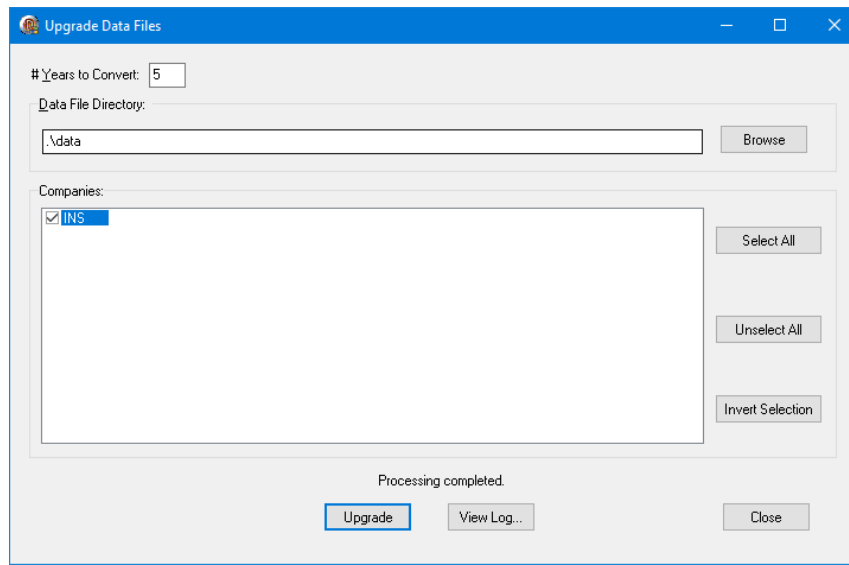 Upgrade Data Files
# Years to Convert: 5
Data File Directory:
.\data
Browse
Companies:
INS
Select All
Unselect All
Invert Selection
Processing completed.
Upgrade View Log... Close